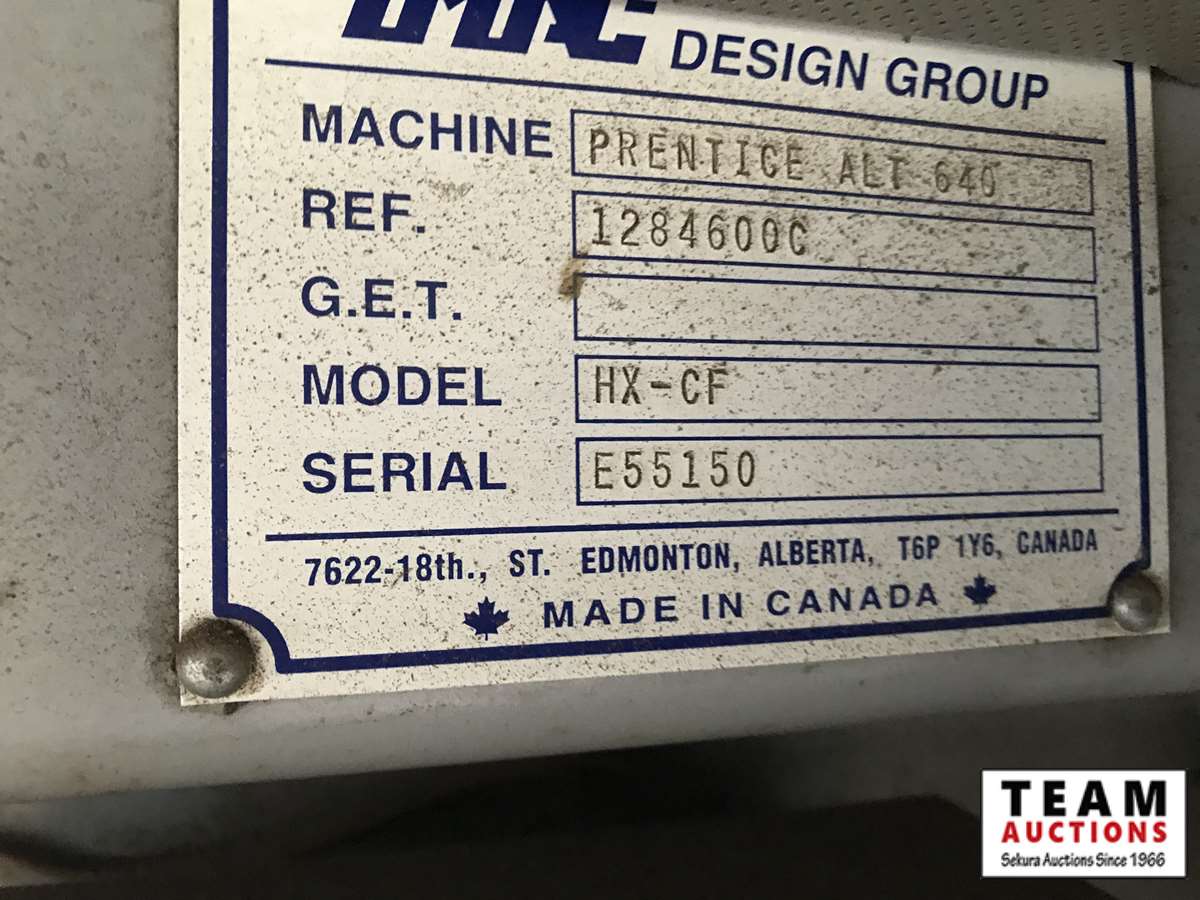 IMAC DESIGN GROUP
MACHINE PRENTICE ALT 640
REF. 1284600C
G.E.T.
MODEL HX-CF
SERIAL E55150
7622-18th., ST. EDMONTON, ALBERTA, T6P 1Y6, CANADA
MADE IN CANADA
TEAM
AUCTIONS
Sekura Auctions Since 1966